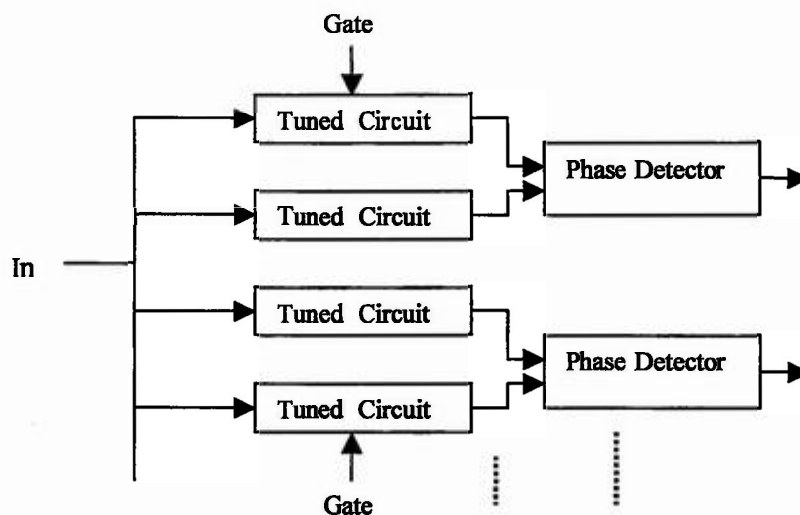 Gate
Tuned Circuit
Phase Detector
Tuned Circuit
In
Tuned Circuit
Phase Detector
Tuned Circuit
Gate